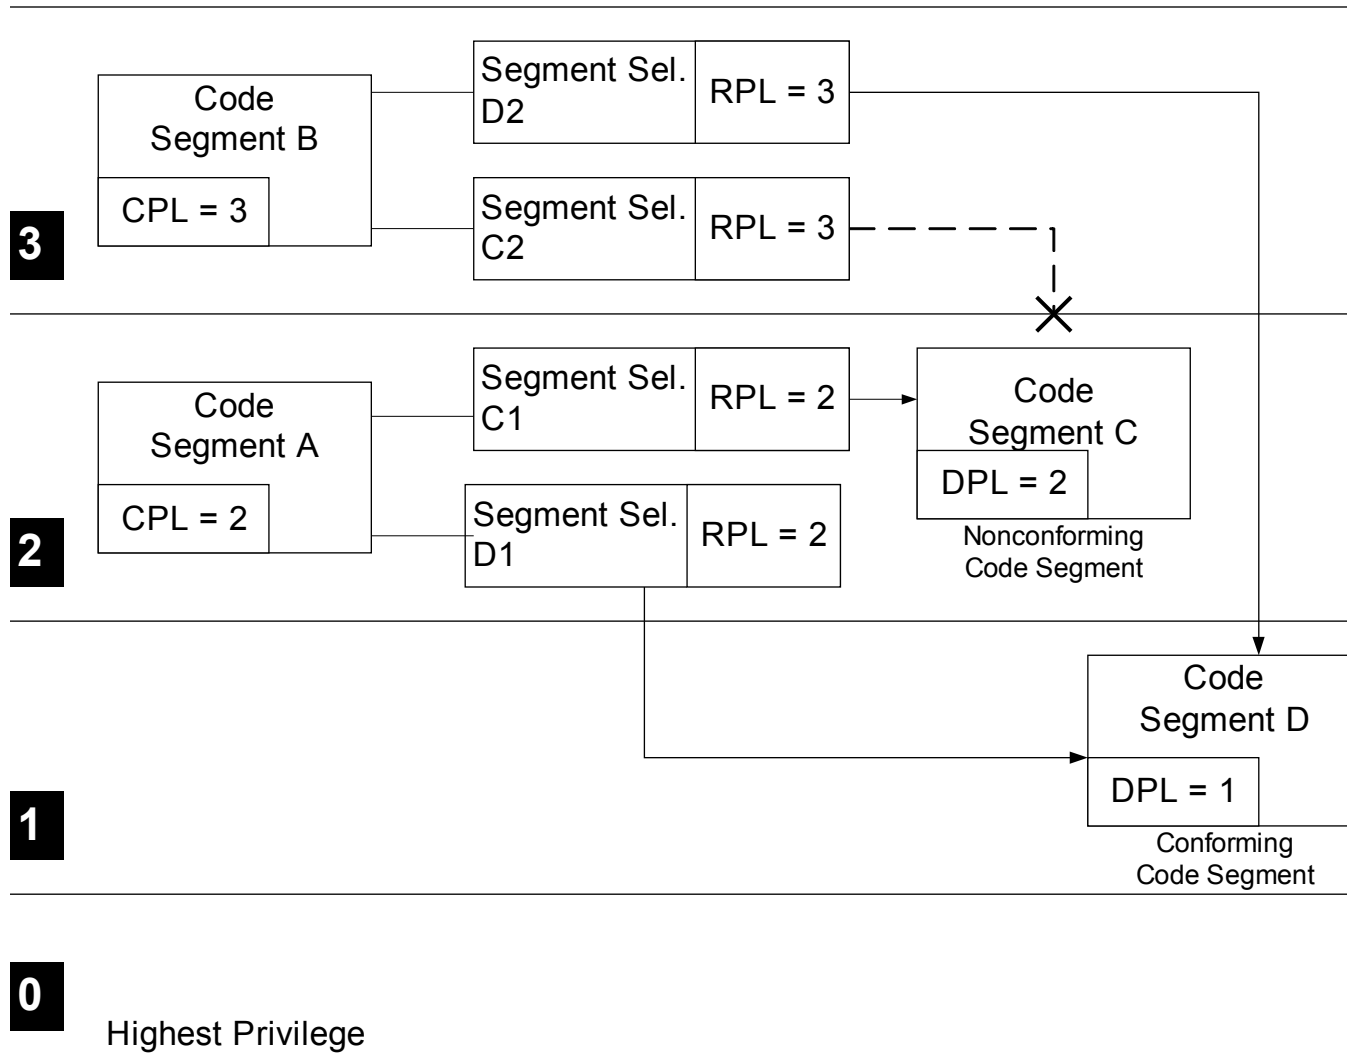 Code
Segment B
CPL = 3
Segment Sel.
D2
RPL = 3
Segment Sel.
C2
RPL = 3
3
Code
Segment A
CPL = 2
Segment Sel.
C1
RPL = 2
Segment Sel.
D1
RPL = 2
Code
Segment C
DPL = 2
Nonconforming
Code Segment
2
Code
Segment D
DPL = 1
Conforming
Code Segment
1
0
Highest Privilege